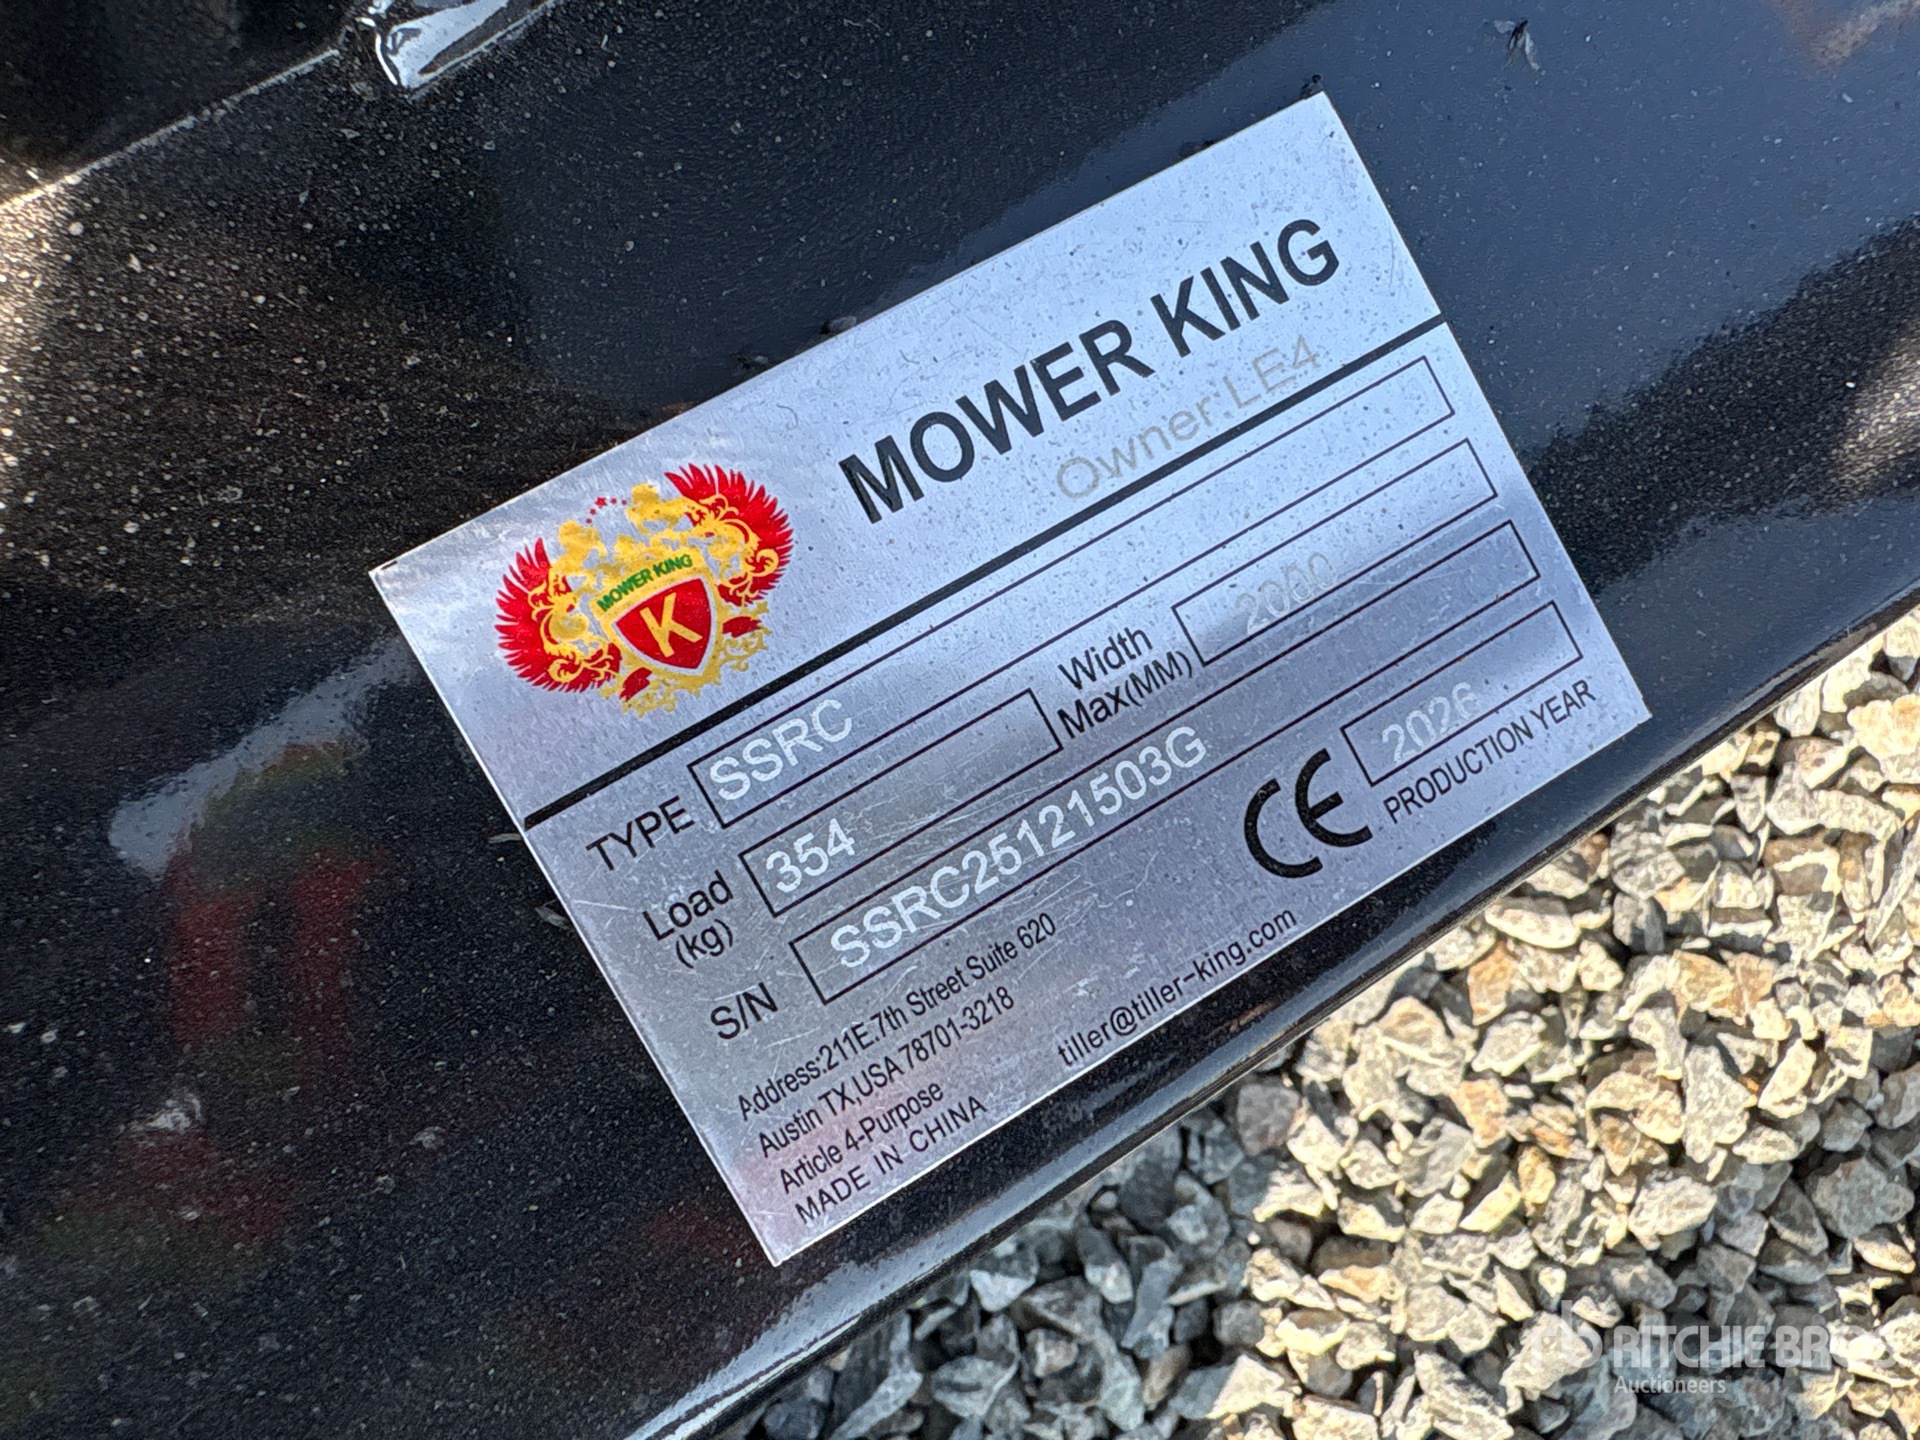 MOWER KING
Owner:LE4
MOWER KING
K
TYPE SSRC
Load (kg) 354 Width Max(MM) 2000
S/N SSRC25121503G
Address:211E.7th Street Suite 620
Austin TX,USA 78701-3218
Article 4-Purpose
MADE IN CHINA
tiller@tiller-king.com
CE
2026
PRODUCTION YEAR
rb RITCHIE BROS
Auctioneers